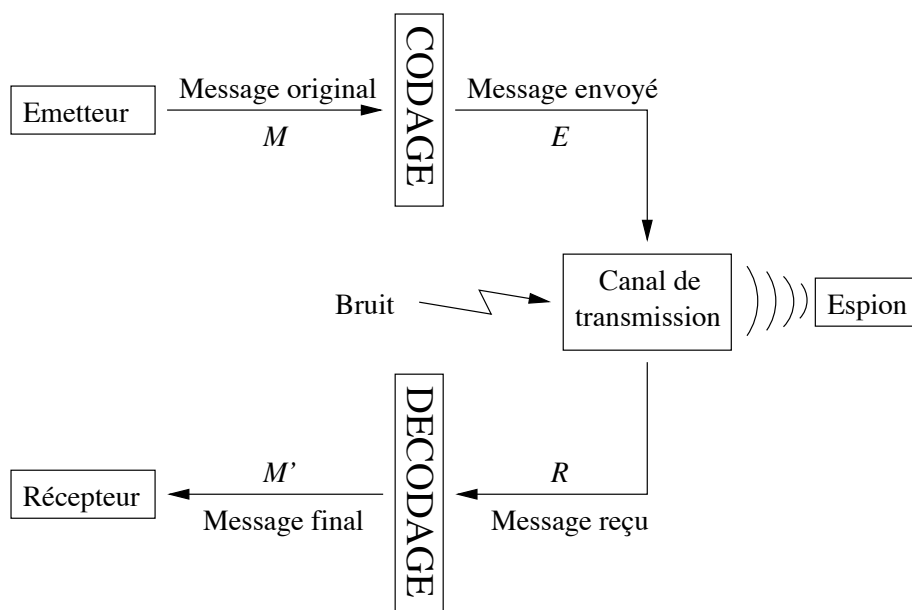 Emetteur
Message original
M
CODAGE
Message envoyé
E
Bruit
Canal de
transmission
Espion
Récepteur
M’
Message final
DECODAGE
R
Message reçu